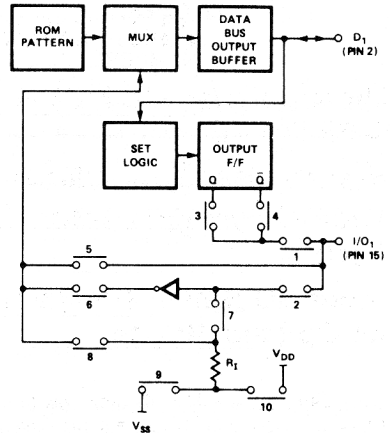 ROM
PATTERN
MUX
DATA
BUS
OUTPUT
BUFFER
D1
(PIN 2)
SET
LOGIC
OUTPUT
F/F
Q
Q̅
3
4
1
I/O1
(PIN 15)
5
6
2
7
8
RI
9
VDD
10
VSS